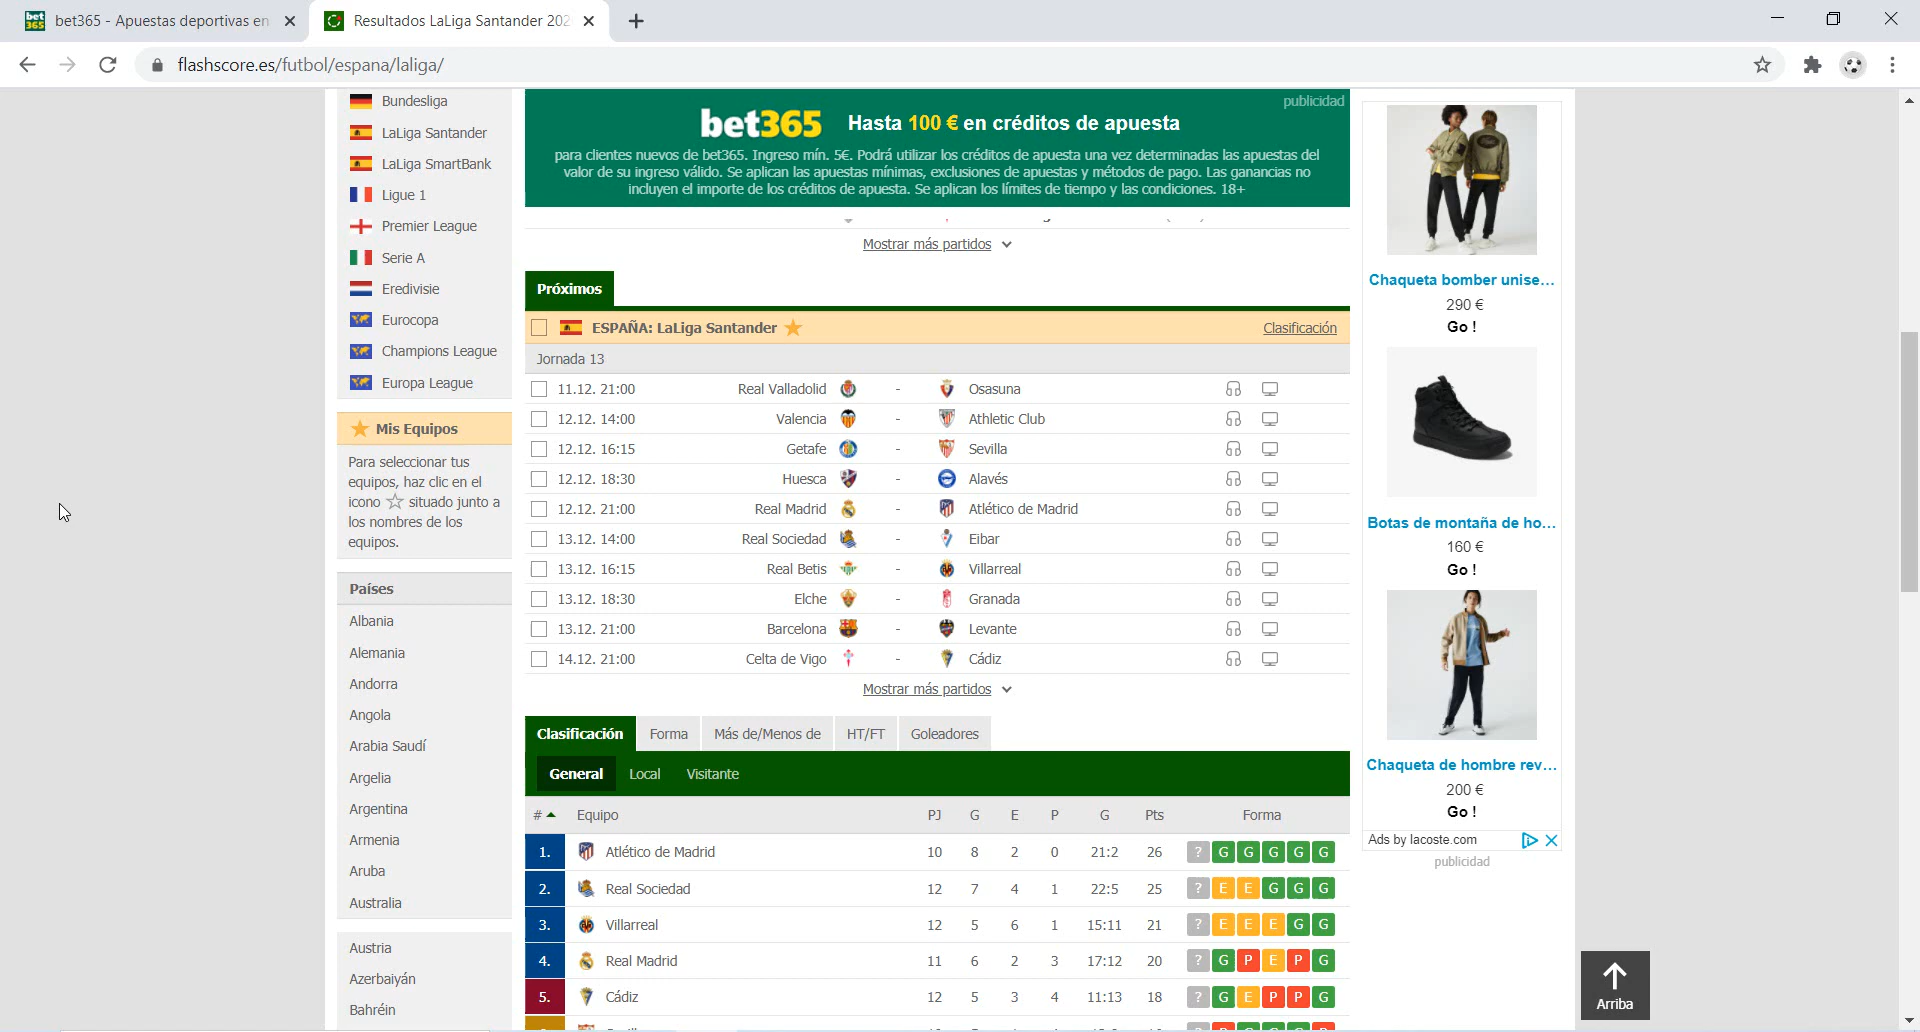 bet365 - Apuestas deportivas en
Resultados LaLiga Santander 202
flashscore.es/futbol/espana/laliga/
Bundesliga
LaLiga Santander
LaLiga SmartBank
Ligue 1
Premier League
Serie A
Eredivisie
Eurocopa
Champions League
Europa League
Mis Equipos
Para seleccionar tus
equipos, haz clic en el
icono ☆ situado junto a
los nombres de los
equipos.
Países
Albania
Alemania
Andorra
Angola
Arabia Saudí
Argelia
Argentina
Armenia
Aruba
Australia
Austria
Azerbaiyán
Bahréin
publicidad
bet365 Hasta 100 € en créditos de apuesta
para clientes nuevos de bet365. Ingreso mín. 5€. Podrá utilizar los créditos de apuesta una vez determinadas las apuestas del
valor de su ingreso válido. Se aplican las apuestas mínimas, exclusiones de apuestas y métodos de pago. Las ganancias no
incluyen el importe de los créditos de apuesta. Se aplican los límites de tiempo y las condiciones. 18+
Mostrar más partidos
Próximos
ESPAÑA: LaLiga Santander Clasificación
Jornada 13
11.12. 21:00 Real Valladolid - Osasuna
12.12. 14:00 Valencia - Athletic Club
12.12. 16:15 Getafe - Sevilla
12.12. 18:30 Huesca - Alavés
12.12. 21:00 Real Madrid - Atlético de Madrid
13.12. 14:00 Real Sociedad - Eibar
13.12. 16:15 Real Betis - Villarreal
13.12. 18:30 Elche - Granada
13.12. 21:00 Barcelona - Levante
14.12. 21:00 Celta de Vigo - Cádiz
Mostrar más partidos
Clasificación Forma Más de/Menos de HT/FT Goleadores
General Local Visitante
# Equipo PJ G E P G Pts Forma
1. Atlético de Madrid 10 8 2 0 21:2 26 ? G G G G G
2. Real Sociedad 12 7 4 1 22:5 25 ? E E G G G
3. Villarreal 12 5 6 1 15:11 21 ? E E E G G
4. Real Madrid 11 6 2 3 17:12 20 ? G P E P G
5. Cádiz 12 5 3 4 11:13 18 ? G E P P G
Chaqueta bomber unise...
290 €
Go !
Botas de montaña de ho...
160 €
Go !
Chaqueta de hombre rev...
200 €
Go !
Ads by lacoste.com
publicidad
Arriba